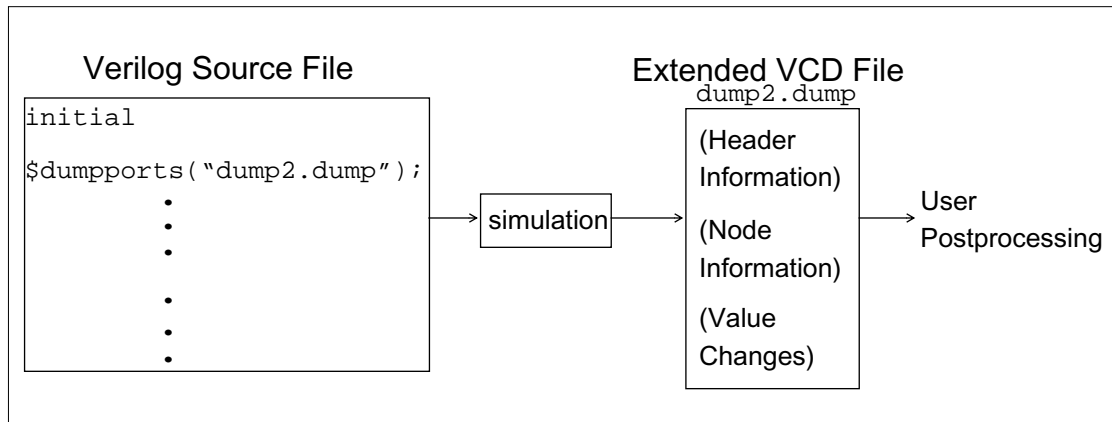 Verilog Source File
initial
$dumpports(“dump2.dump”);
simulation
Extended VCD File
dump2.dump
(Header
Information)
(Node
Information)
(Value
Changes)
User
Postprocessing